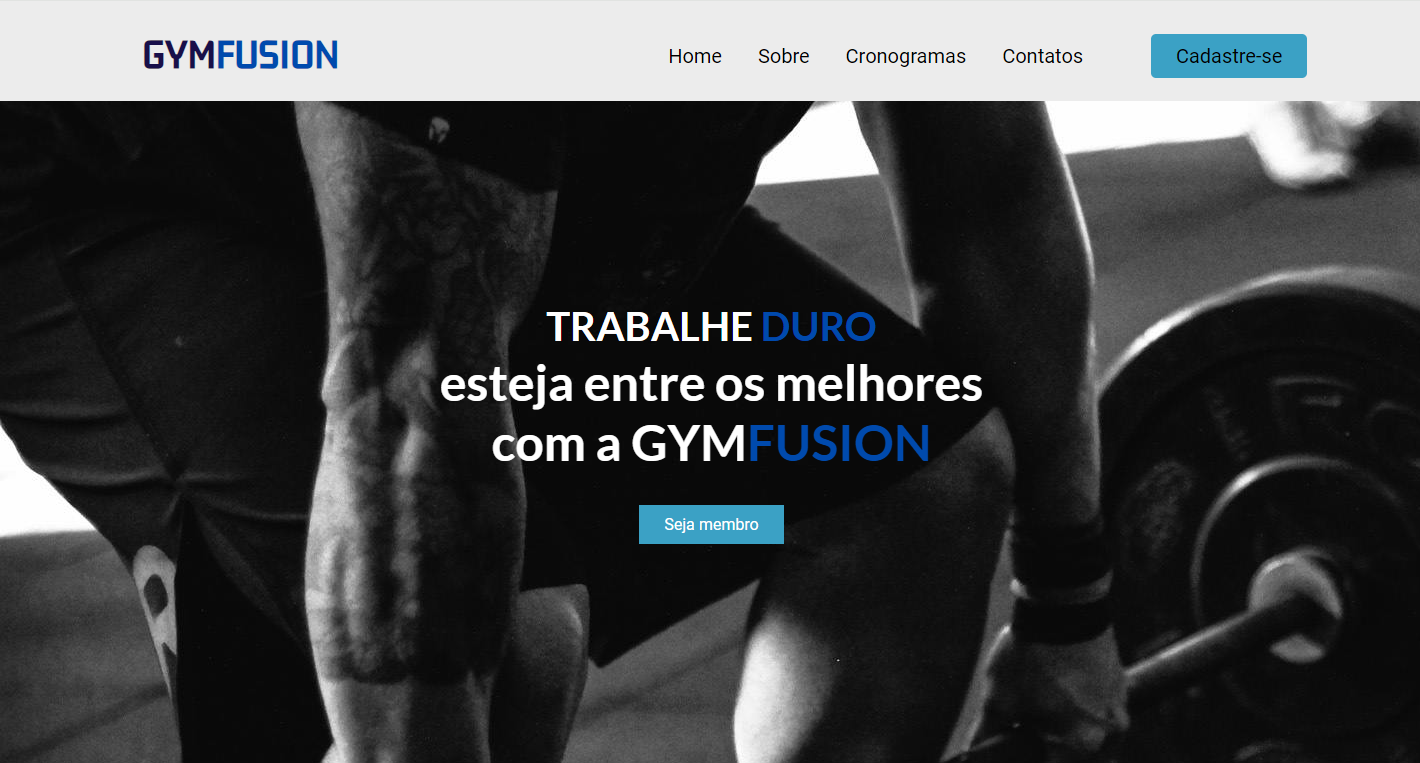 GYMFUSION
Home Sobre Cronogramas Contatos Cadastre-se
TRABALHE DURO
esteja entre os melhores
com a GYMFUSION
Seja membro